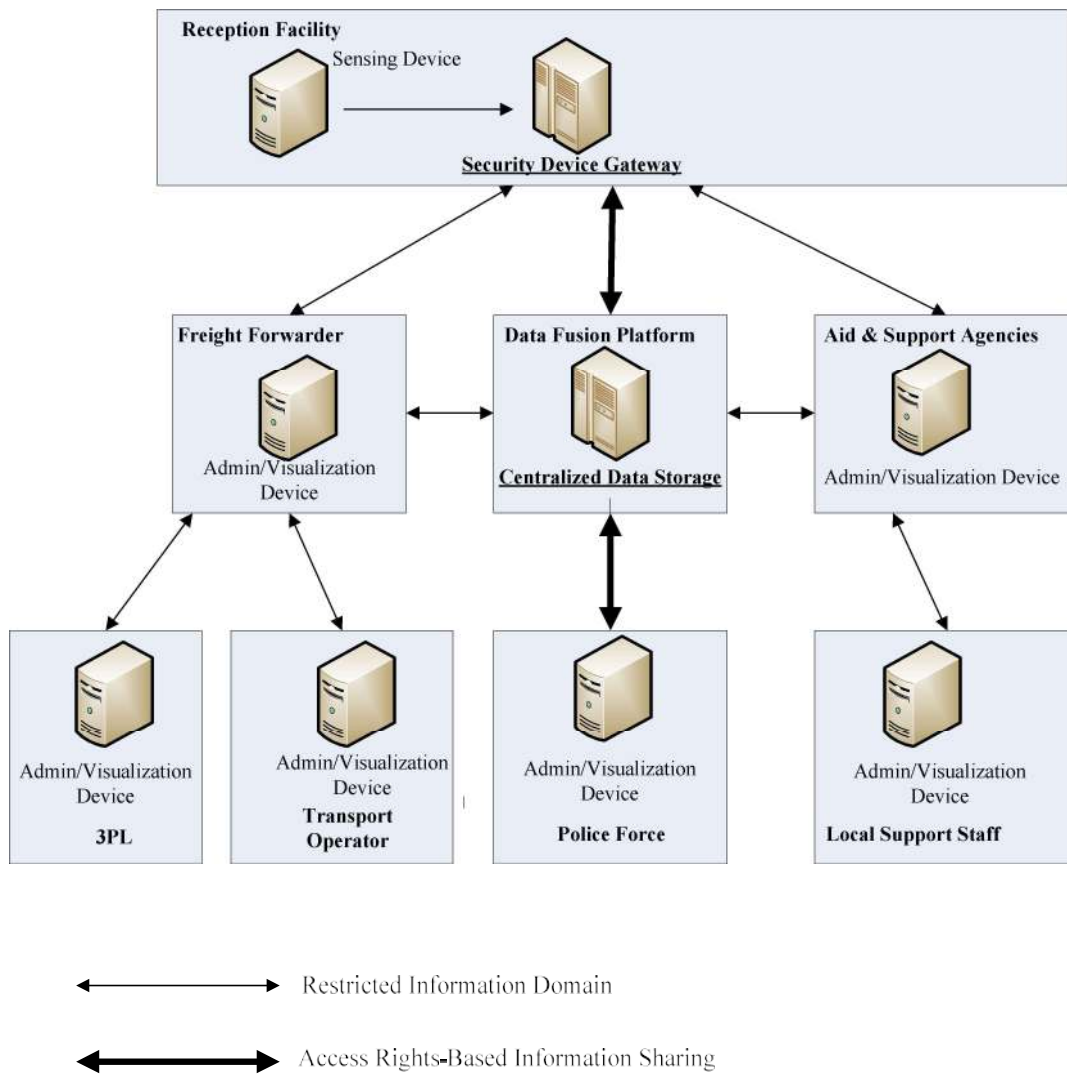 Reception Facility
Sensing Device
Security Device Gateway
Freight Forwarder
Admin/Visualization
Device
Data Fusion Platform
Centralized Data Storage
Aid & Support Agencies
Admin/Visualization Device
Admin/Visualization
Device
3PL
Admin/Visualization
Device
Transport
Operator
Admin/Visualization
Device
Police Force
Admin/Visualization
Device
Local Support Staff
Restricted Information Domain
Access Rights-Based Information Sharing